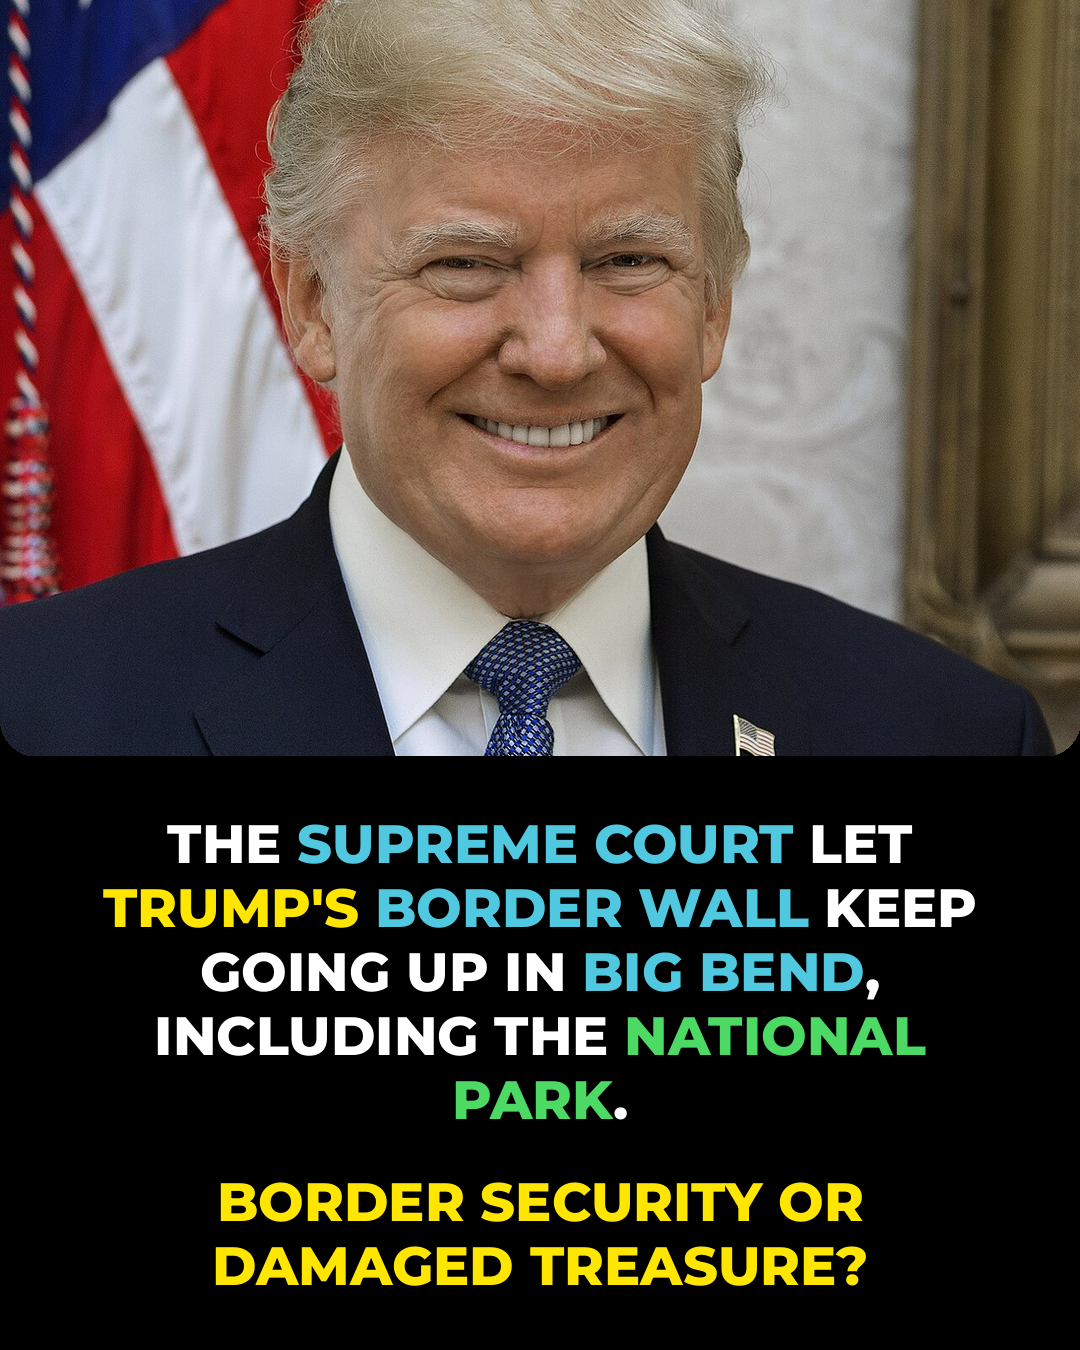 THE SUPREME COURT LET
TRUMP'S BORDER WALL KEEP
GOING UP IN BIG BEND,
INCLUDING THE NATIONAL
PARK.
BORDER SECURITY OR
DAMAGED TREASURE?